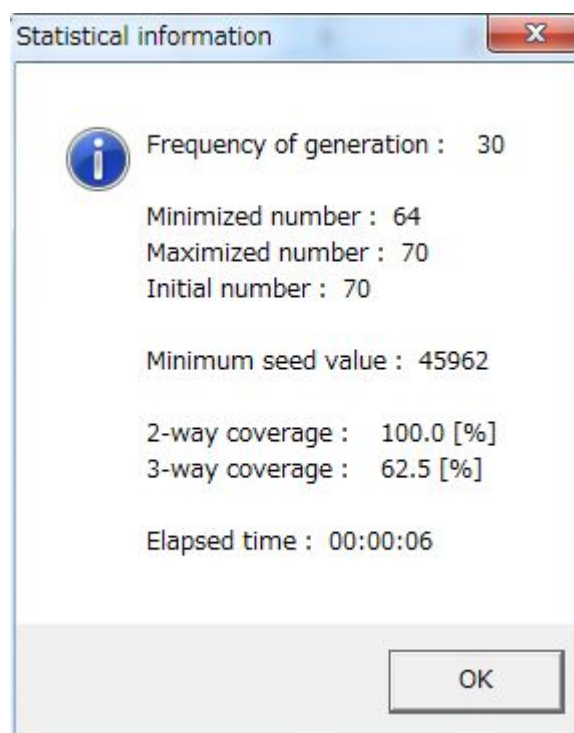 Statistical information
Frequency of generation : 30
Minimized number : 64
Maximized number : 70
Initial number : 70
Minimum seed value : 45962
2-way coverage : 100.0 [%]
3-way coverage : 62.5 [%]
Elapsed time : 00:00:06
OK